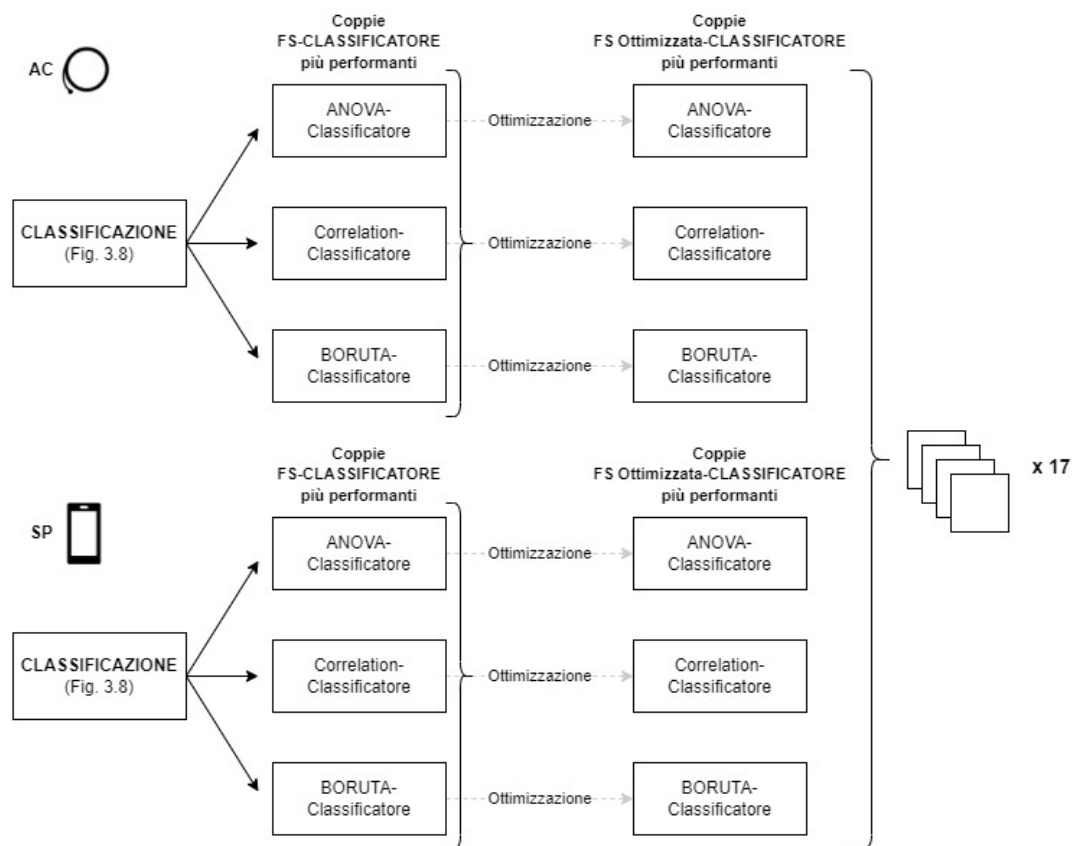 Coppie
FS-CLASSIFICATORE
più performanti
Coppie
FS Ottimizzata-CLASSIFICATORE
più performanti
AC
ANOVA-
Classificatore
Ottimizzazione
ANOVA-
Classificatore
CLASSIFICAZIONE
(Fig. 3.8)
Correlation-
Classificatore
Ottimizzazione
Correlation-
Classificatore
BORUTA-
Classificatore
Ottimizzazione
BORUTA-
Classificatore
Coppie
FS-CLASSIFICATORE
più performanti
Coppie
FS Ottimizzata-CLASSIFICATORE
più performanti
x 17
SP
ANOVA-
Classificatore
Ottimizzazione
ANOVA-
Classificatore
CLASSIFICAZIONE
(Fig. 3.8)
Correlation-
Classificatore
Ottimizzazione
Correlation-
Classificatore
BORUTA-
Classificatore
Ottimizzazione
BORUTA-
Classificatore